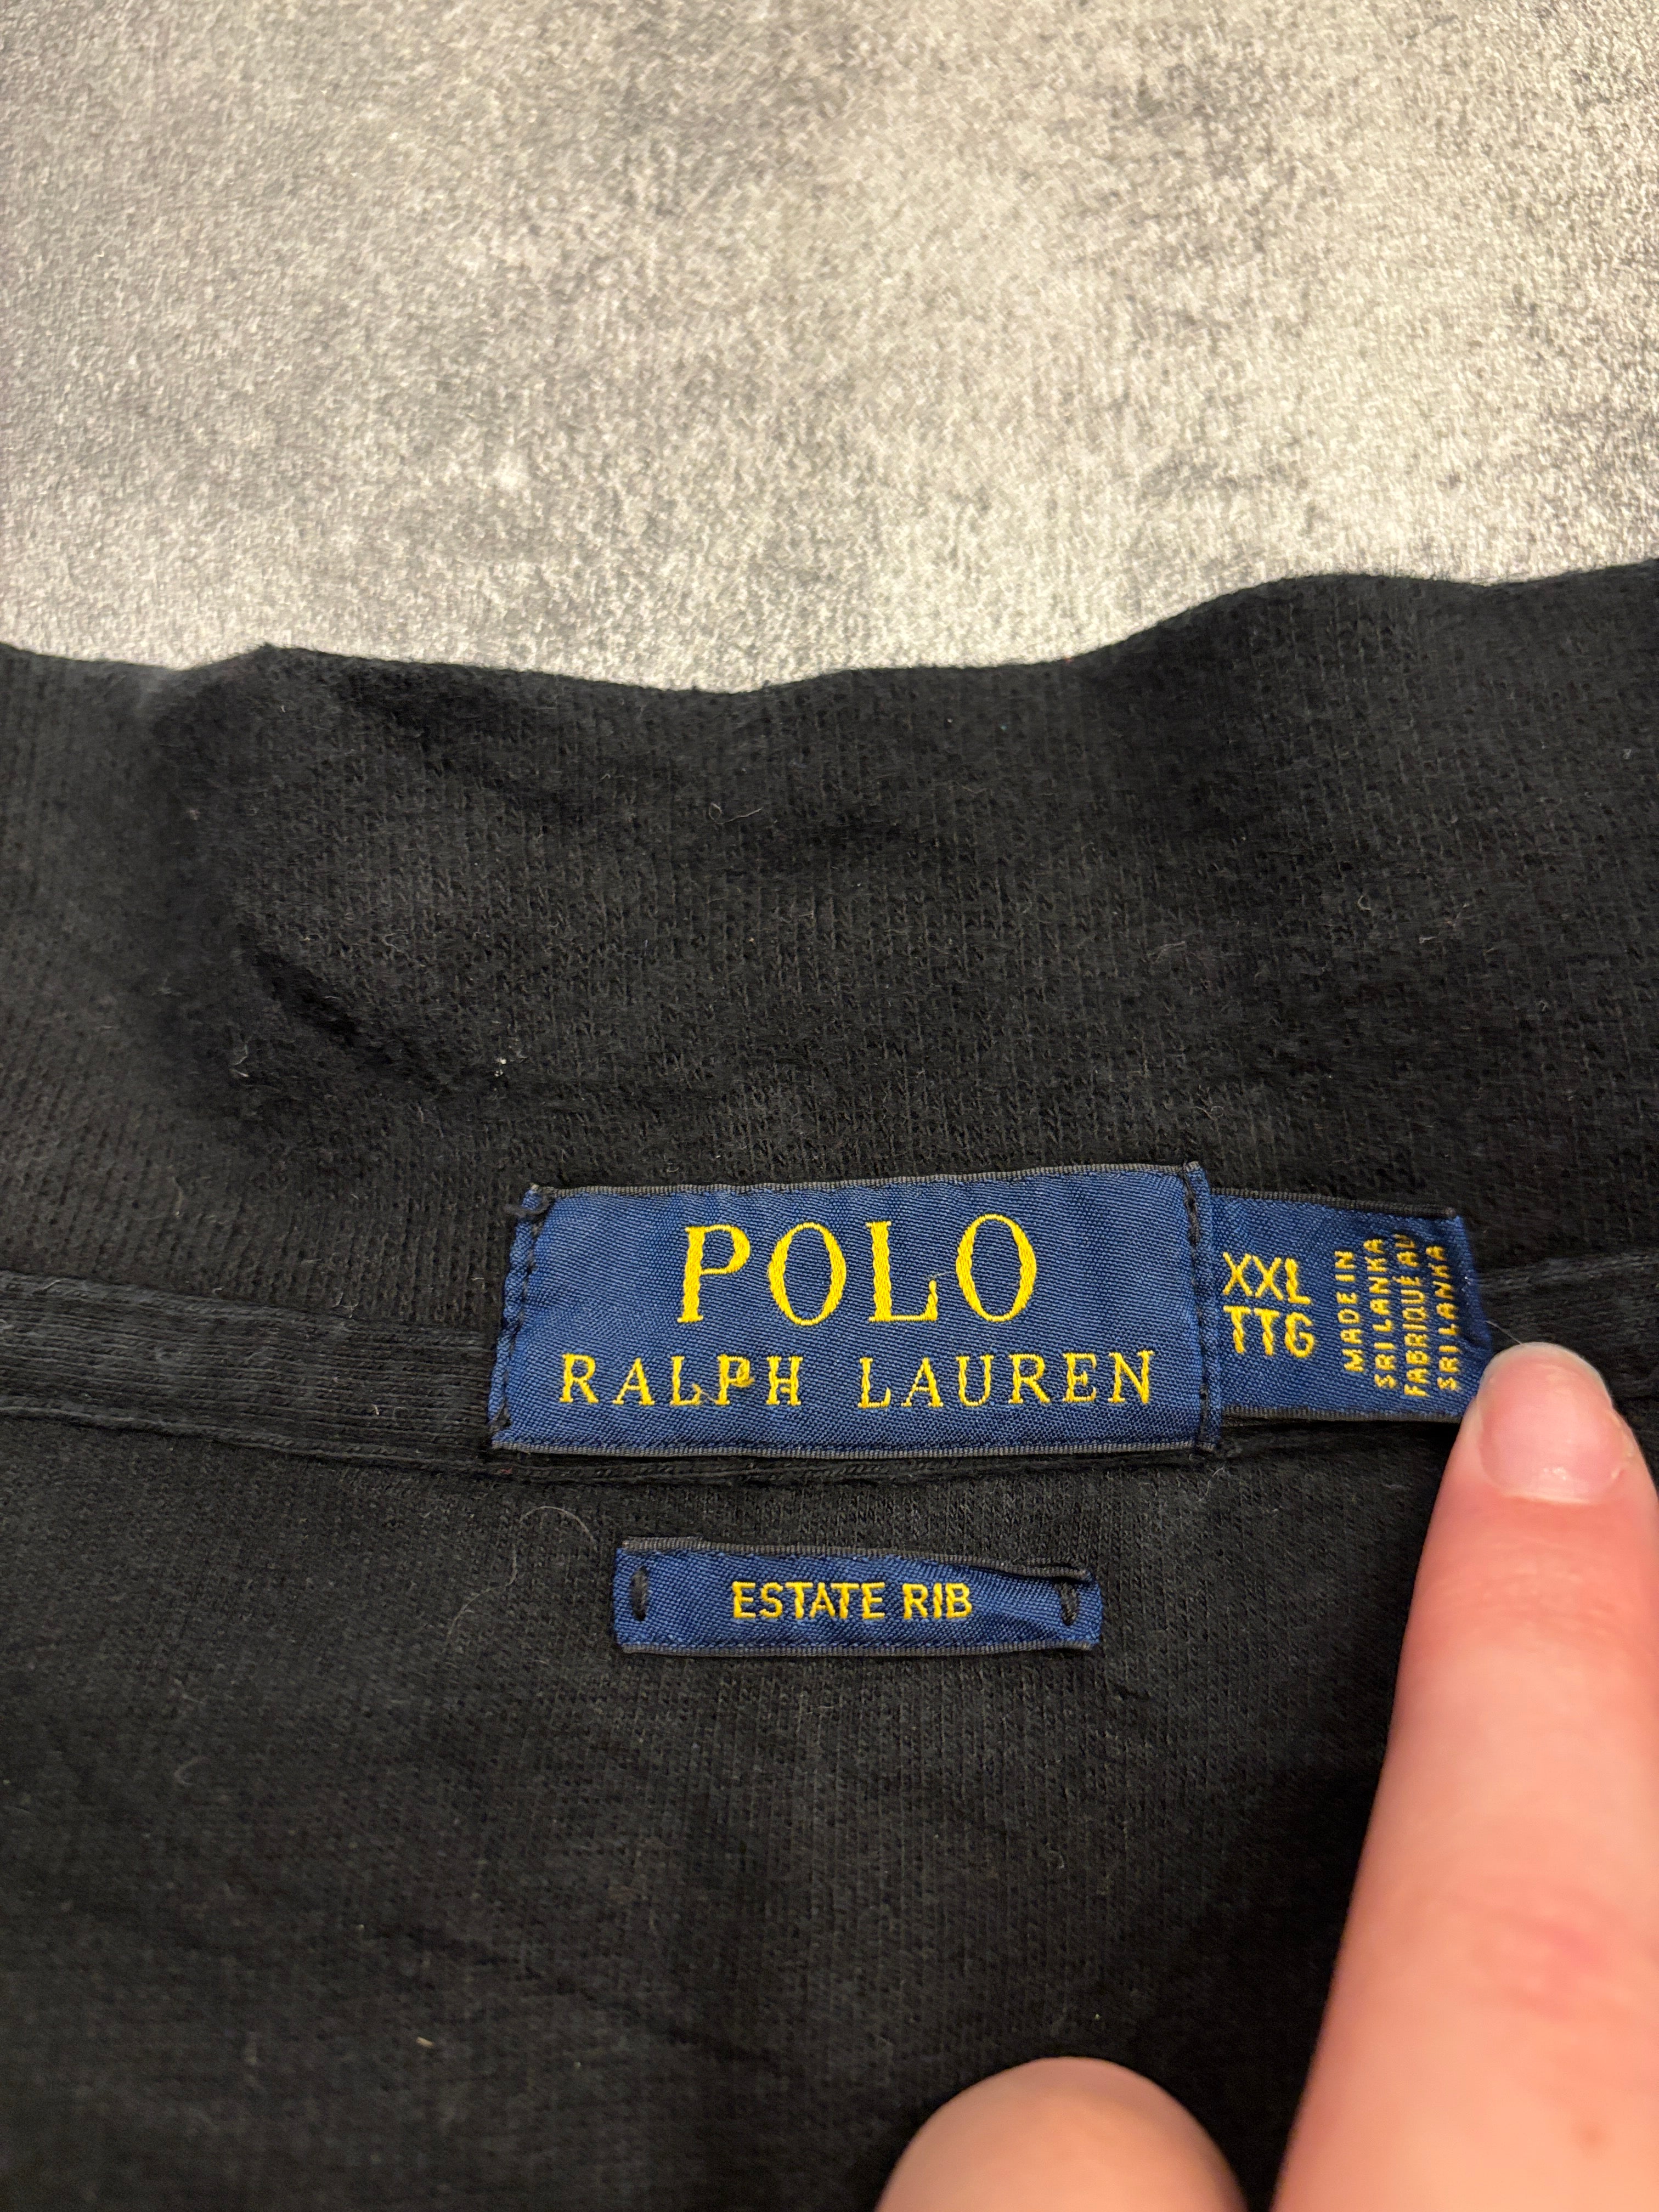 POLO
RALPH LAUREN
XXL
TTG
MADE IN
SRI LANKA
FABRIQUÉ AU
SRI LANKA
ESTATE RIB